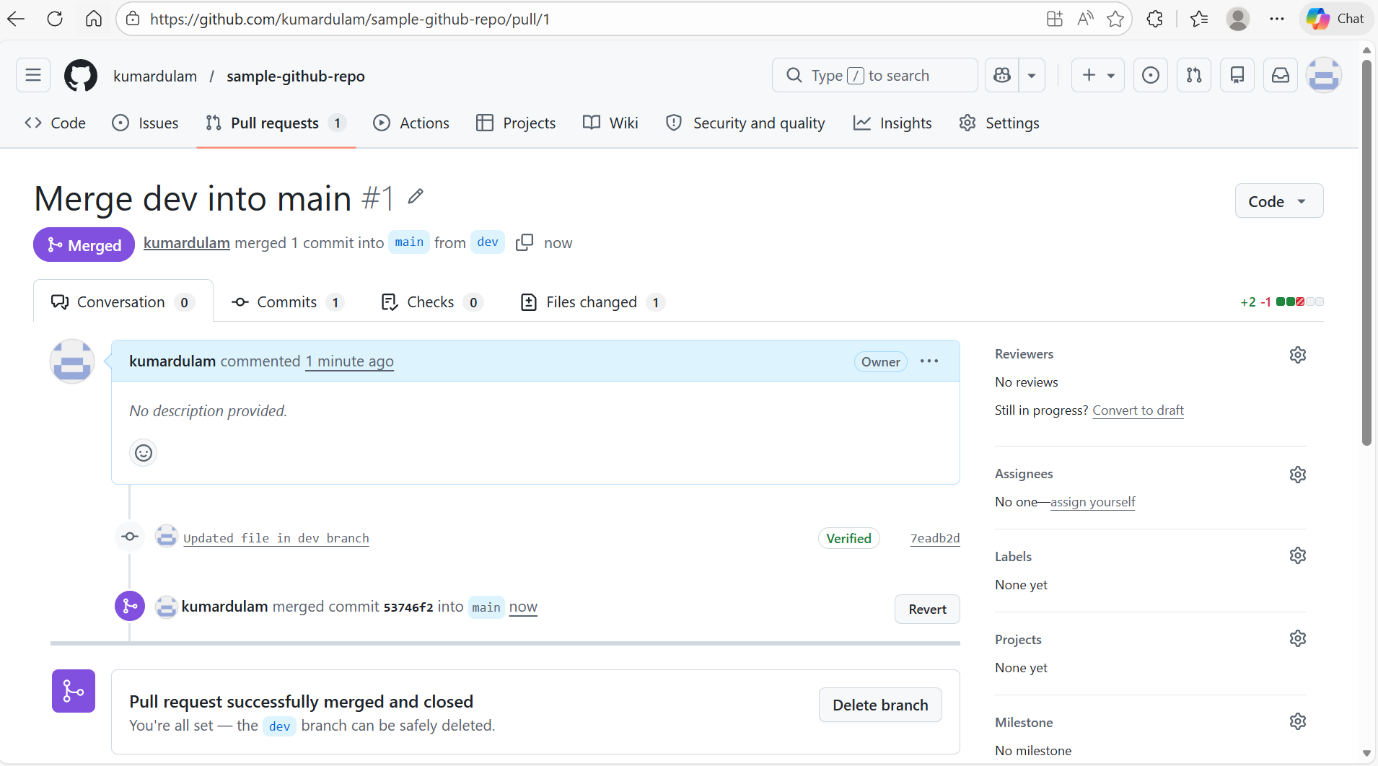 https://github.com/kumardulam/sample-github-repo/pull/1
Chat
kumardulam / sample-github-repo
Type / to search
Code Issues Pull requests 1 Actions Projects Wiki Security and quality Insights Settings
Merge dev into main #1
Code
Merged kumardulam merged 1 commit into main from dev now
Conversation 0 Commits 1 Checks 0 Files changed 1
+2 -1
kumardulam commented 1 minute ago
Owner
No description provided.
Updated file in dev branch
Verified 7eadb2d
kumardulam merged commit 53746f2 into main now
Revert
Pull request successfully merged and closed
You're all set — the dev branch can be safely deleted.
Delete branch
Reviewers
No reviews
Still in progress? Convert to draft
Assignees
No one—assign yourself
Labels
None yet
Projects
None yet
Milestone
No milestone